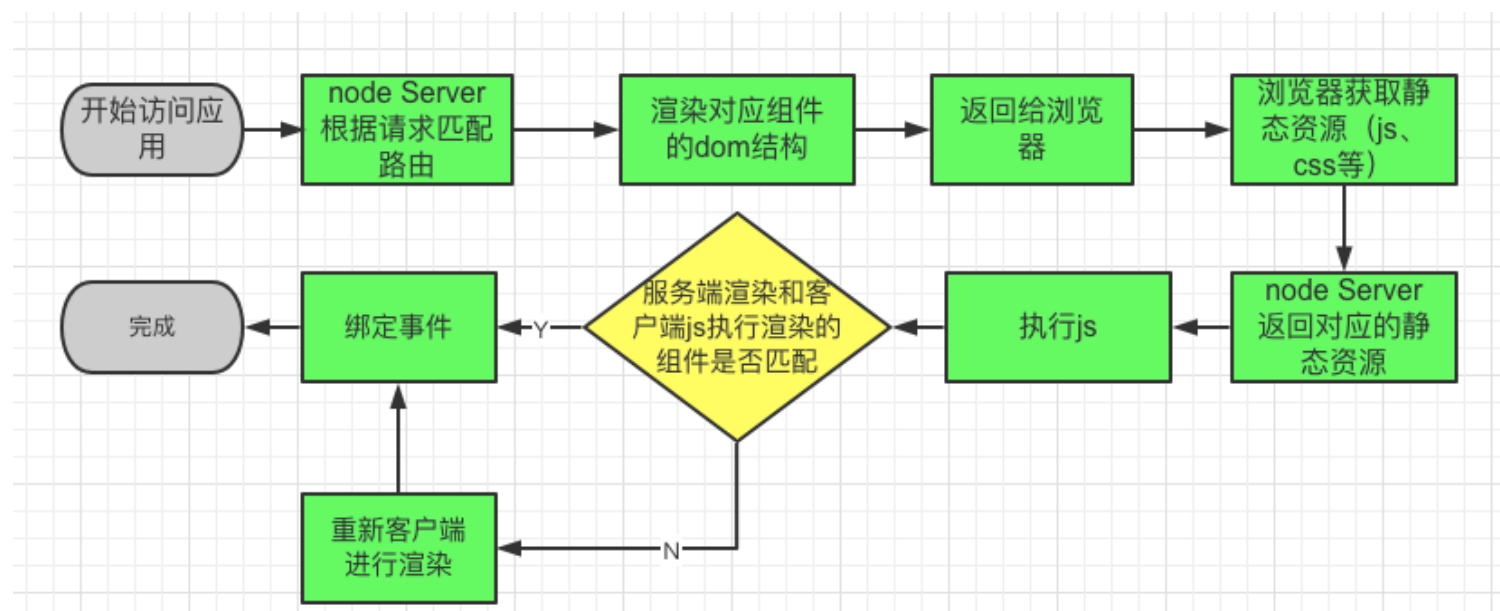 开始访问应
用
node Server
根据请求匹配
路由
渲染对应组件
的dom结构
返回给浏览
器
浏览器获取静
态资源（js、
css等）
node Server
返回对应的静
态资源
执行js
服务端渲染和客
户端js执行渲染的
组件是否匹配
Y
绑定事件
完成
N
重新客户端
进行渲染